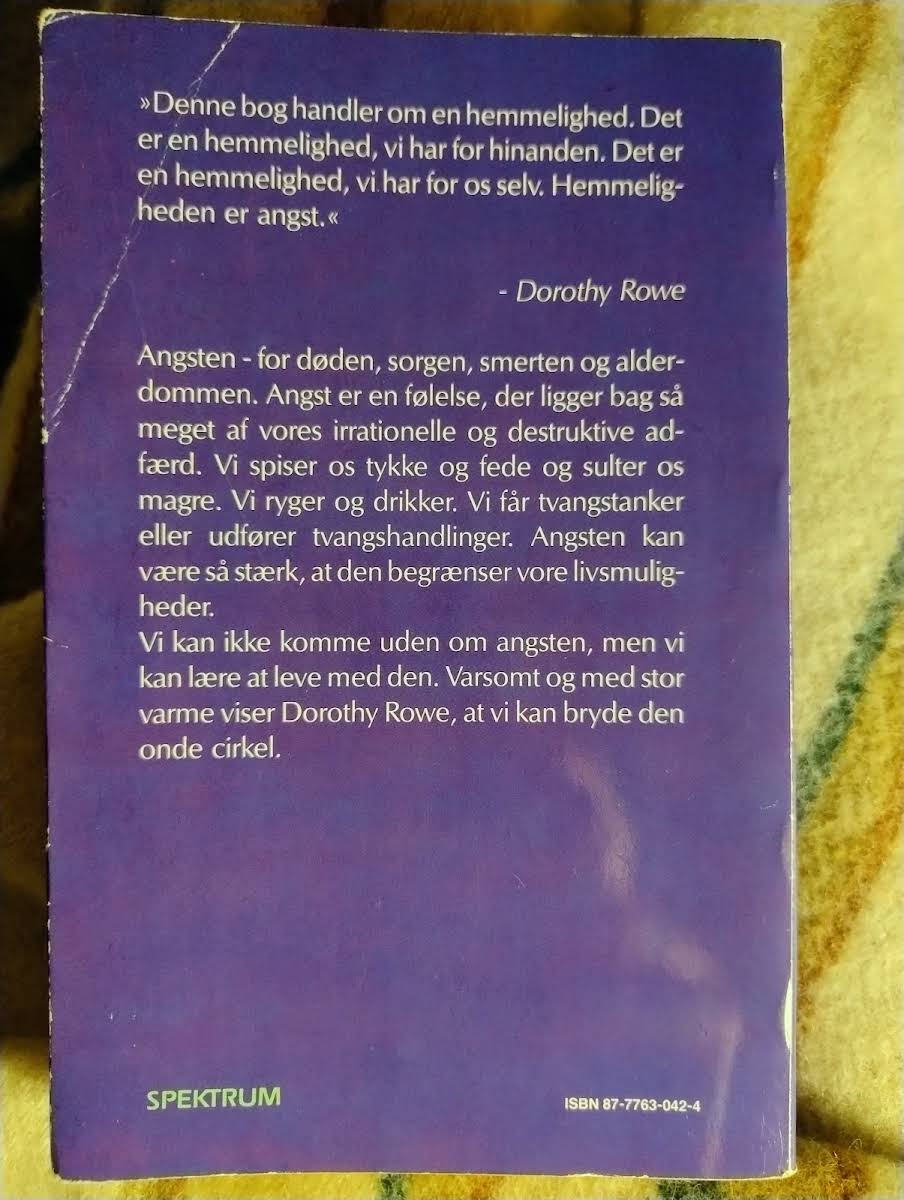 »Denne bog handler om en hemmelighed. Det
er en hemmelighed, vi har for hinanden. Det er
en hemmelighed, vi har for os selv. Hemmelig-
heden er angst.«
- Dorothy Rowe
Angsten - for døden, sorgen, smerten og alder-
dommen. Angst er en følelse, der ligger bag så
meget af vores irrationelle og destruktive ad-
færd. Vi spiser os tykke og fede og sulter os
magre. Vi ryger og drikker. Vi får tvangstanker
eller udfører tvangshandlinger. Angsten kan
være så stærk, at den begrænser vore livsmulig-
heder.
Vi kan ikke komme uden om angsten, men vi
kan lære at leve med den. Varsomt og med stor
varme viser Dorothy Rowe, at vi kan bryde den
onde cirkel.
SPEKTRUM
ISBN 87-7763-042-4